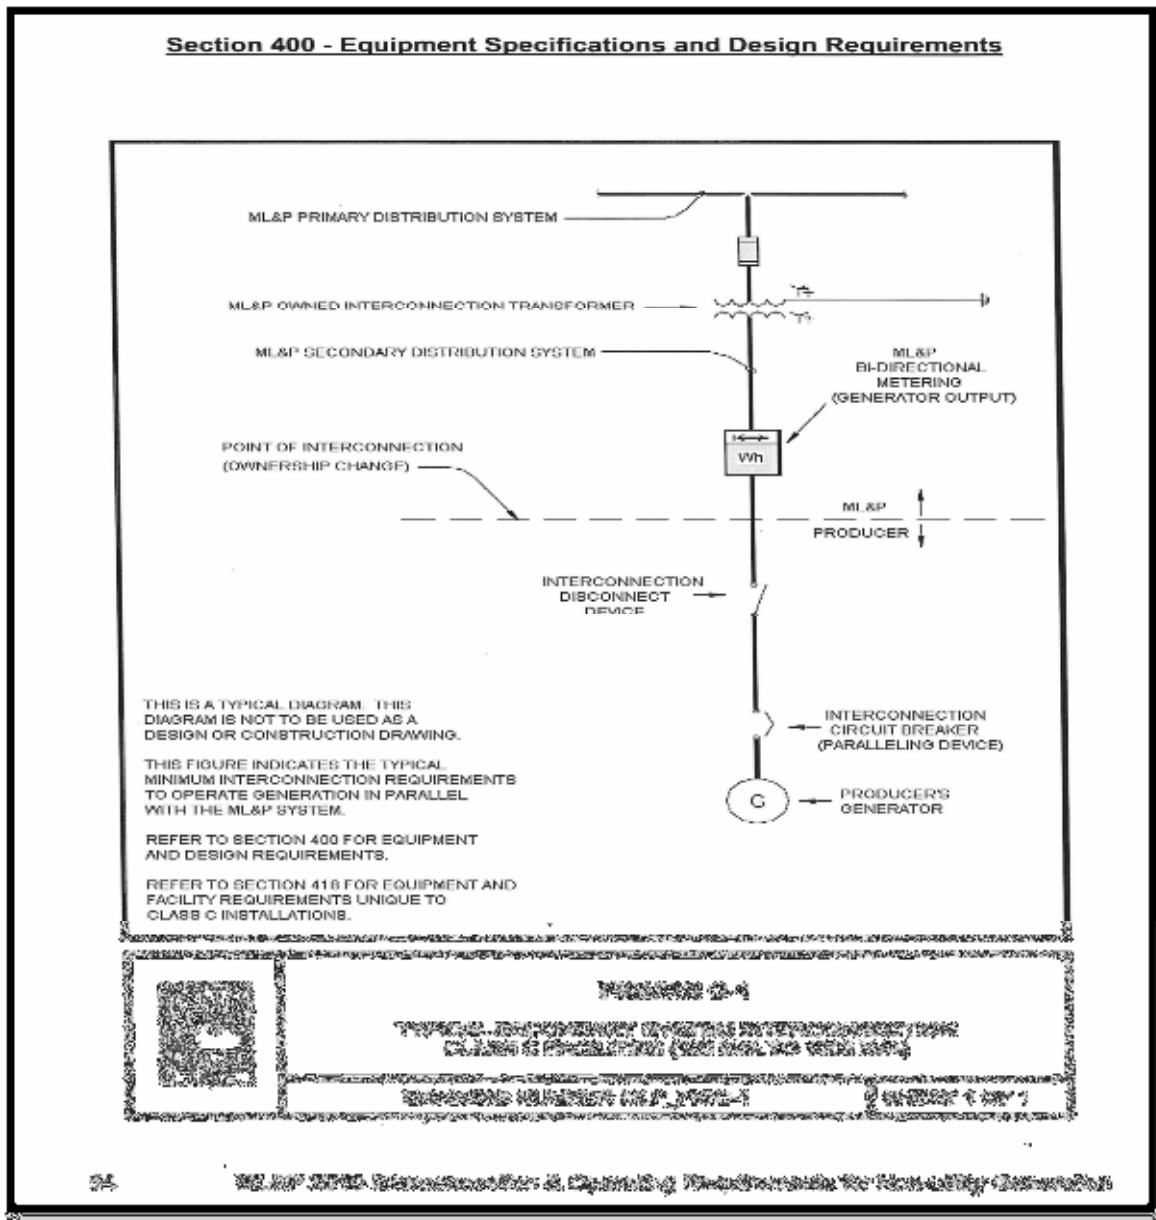 Section 400 - Equipment Specifications and Design Requirements
ML&P PRIMARY DISTRIBUTION SYSTEM
ML&P OWNED INTERCONNECTION TRANSFORMER
ML&P SECONDARY DISTRIBUTION SYSTEM
ML&P
BI-DIRECTIONAL
METERING
(GENERATOR OUTPUT)
Wh
POINT OF INTERCONNECTION
(OWNERSHIP CHANGE)
ML&P
PRODUCER
INTERCONNECTION
DISCONNECT
DEVICE
THIS IS A TYPICAL DIAGRAM. THIS
DIAGRAM IS NOT TO BE USED AS A
DESIGN OR CONSTRUCTION DRAWING.
INTERCONNECTION
CIRCUIT BREAKER
(PARALLELING DEVICE)
THIS FIGURE INDICATES THE TYPICAL
MINIMUM INTERCONNECTION REQUIREMENTS
TO OPERATE GENERATION IN PARALLEL
WITH THE ML&P SYSTEM.
G
PRODUCER'S
GENERATOR
REFER TO SECTION 400 FOR EQUIPMENT
AND DESIGN REQUIREMENTS.
REFER TO SECTION 418 FOR EQUIPMENT AND
FACILITY REQUIREMENTS UNIQUE TO
CLASS C INSTALLATIONS.